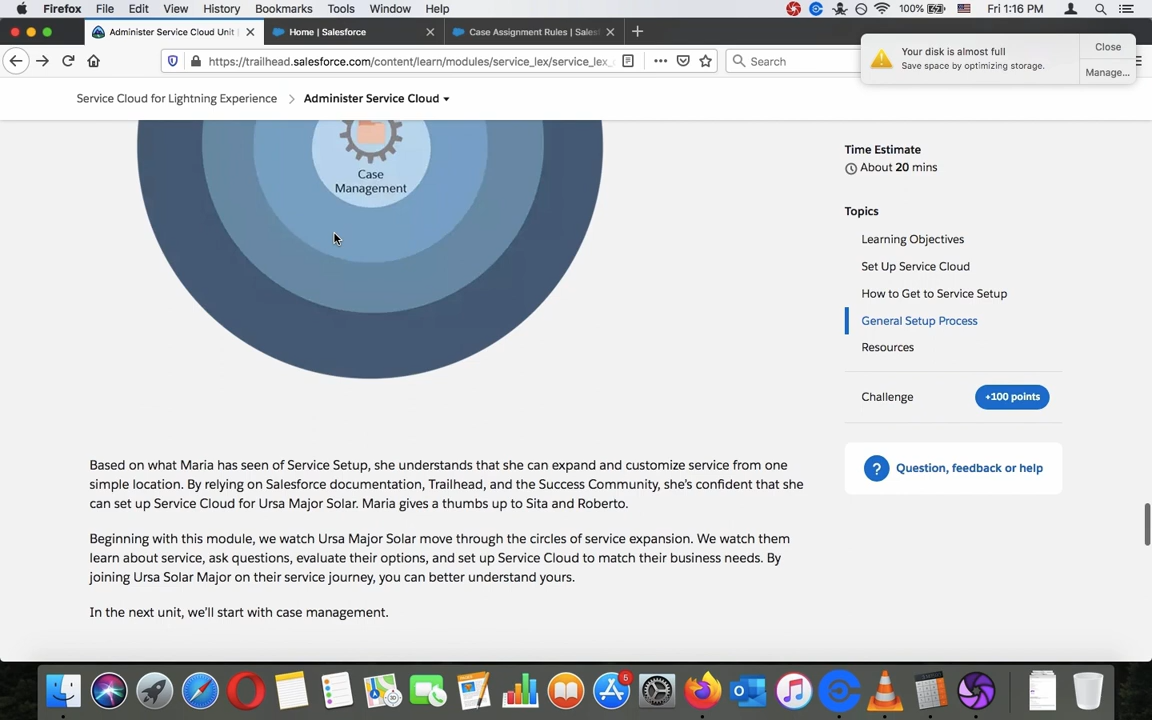 Firefox File Edit View History Bookmarks Tools Window Help 100% Fri 1:16 PM
Administer Service Cloud Unit Home | Salesforce Case Assignment Rules | Sales
https://trailhead.salesforce.com/content/learn/modules/service_lex/service_lex_ Search
Your disk is almost full
Save space by optimizing storage.
Close
Manage...
Service Cloud for Lightning Experience Administer Service Cloud
Case
Management
Time Estimate
About 20 mins
Topics
Learning Objectives
Set Up Service Cloud
How to Get to Service Setup
General Setup Process
Resources
Challenge +100 points
? Question, feedback or help
Based on what Maria has seen of Service Setup, she understands that she can expand and customize service from one
simple location. By relying on Salesforce documentation, Trailhead, and the Success Community, she's confident that she
can set up Service Cloud for Ursa Major Solar. Maria gives a thumbs up to Sita and Roberto.
Beginning with this module, we watch Ursa Major Solar move through the circles of service expansion. We watch them
learn about service, ask questions, evaluate their options, and set up Service Cloud to match their business needs. By
joining Ursa Solar Major on their service journey, you can better understand yours.
In the next unit, we'll start with case management.
5